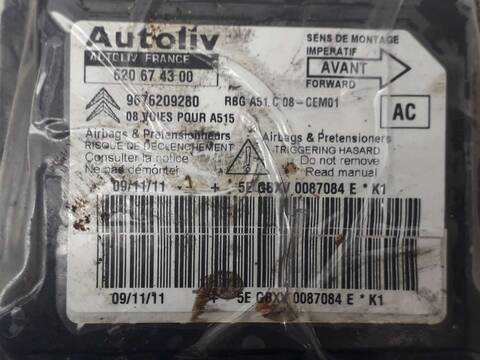 Autoliv
AUTOLIV FRANCE
620 67 43 00
SENS DE MONTAGE
IMPERATIF
AVANT
FORWARD
9676209280 R8G A51.C 08-CEM01
08 VOIES POUR A515
AC
Airbags & Pretensioners
RISQUE DE DECLENCHEMENT
Consulter la notice
Ne pas démonter
Airbags & Pretensioners
TRIGGERING HASARD
Do not remove
Read manual
09/11/11 + 5E G8XV 0087084 E * K1
09/11/11 + 5E G8XV 0087084 E * K1